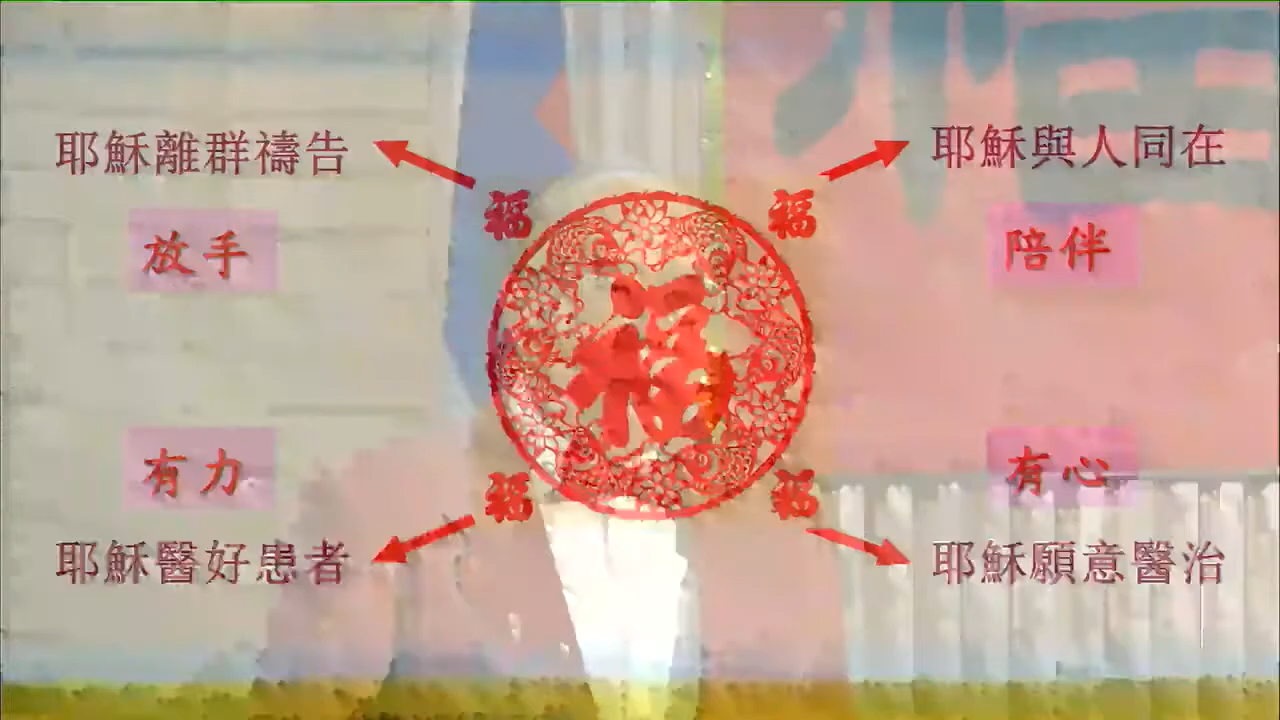 耶穌離群禱告
耶穌與人同在
福
福
放手
陪伴
福
有力
有心
福
福
耶穌醫好患者
耶穌願意醫治